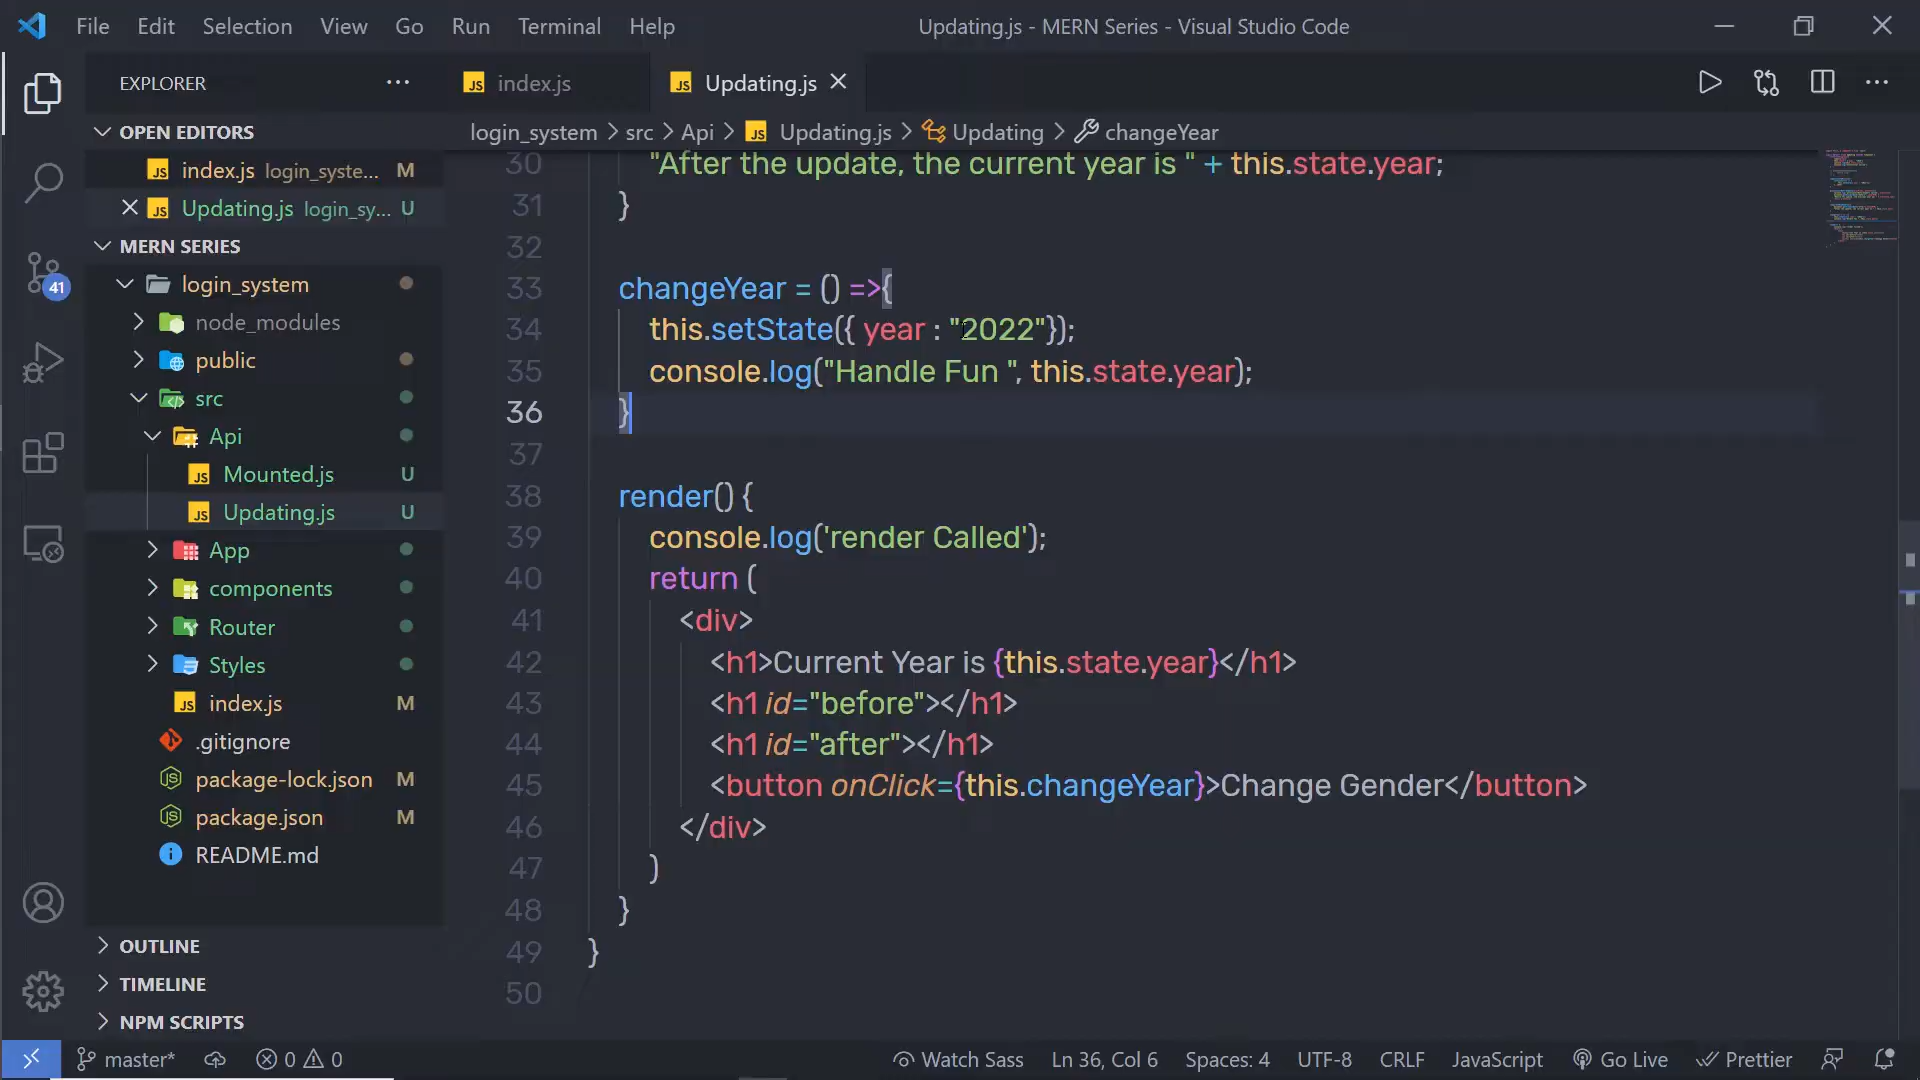 File Edit Selection View Go Run Terminal Help
Updating.js - MERN Series - Visual Studio Code
EXPLORER
index.js
Updating.js
OPEN EDITORS
index.js login_syste... M
Updating.js login_sy... U
41
MERN SERIES
login_system
node_modules
public
src
Api
Mounted.js U
Updating.js U
App
components
Router
Styles
index.js M
.gitignore
package-lock.json M
package.json M
README.md
OUTLINE
TIMELINE
NPM SCRIPTS
login_system > src > Api > Updating.js > Updating > changeYear
30 "After the update, the current year is " + this.state.year;
31 }
32
33 changeYear = () =>{
34 this.setState({ year : "2022"});
35 console.log("Handle Fun ", this.state.year);
36 }
37
38 render() {
39 console.log('render Called');
40 return (
41 <div>
42 <h1>Current Year is {this.state.year}</h1>
43 <h1 id="before"></h1>
44 <h1 id="after"></h1>
45 <button onClick={this.changeYear}>Change Gender</button>
46 </div>
47 )
48 }
49 }
50
master* 0 0 Watch Sass Ln 36, Col 6 Spaces: 4 UTF-8 CRLF JavaScript Go Live Prettier